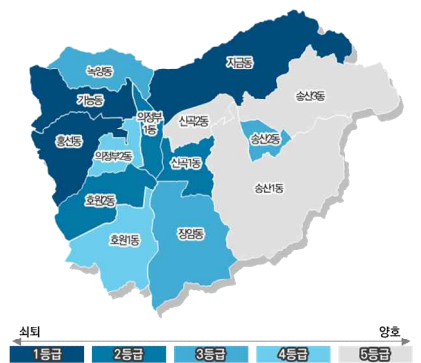 자금동
녹양동
가능동
송산3동
의정부
1동
신곡2동
흥선동
송산2동
의정부2동
신곡1동
송산1동
호원2동
호원1동
장암동
쇠퇴
양호
1등급
2등급
3등급
4등급
5등급